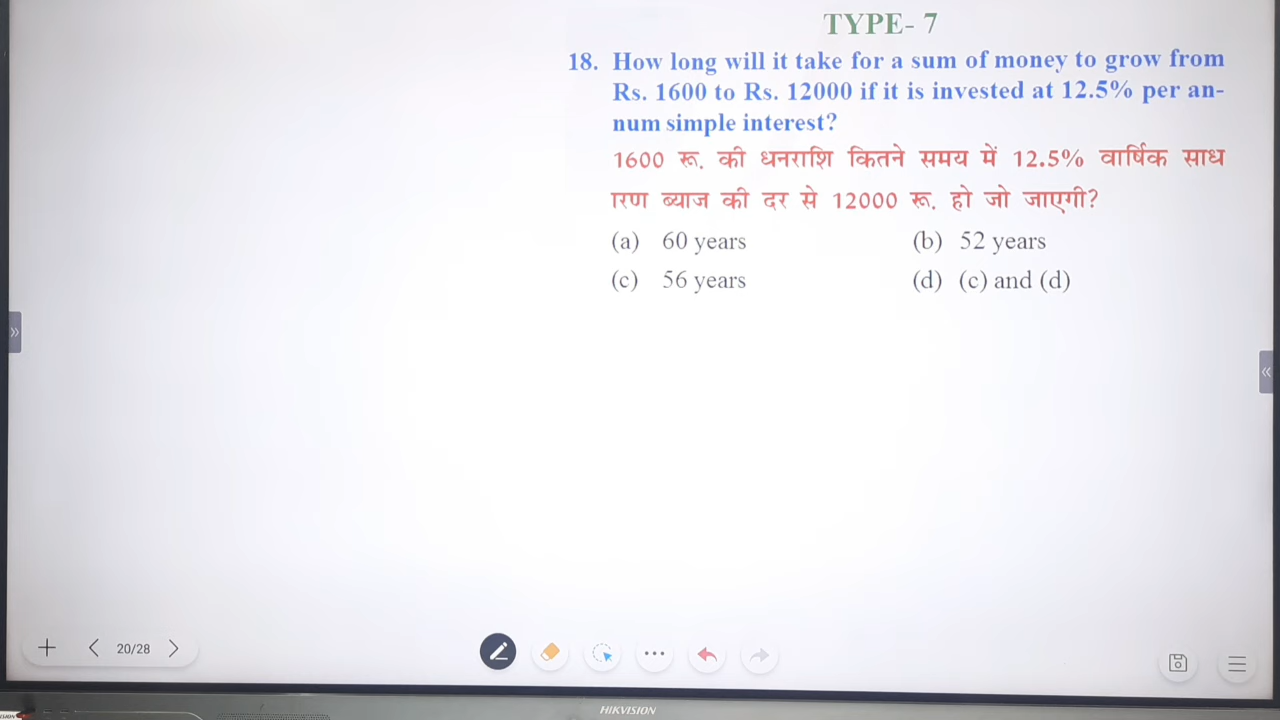 TYPE- 7
18. How long will it take for a sum of money to grow from
Rs. 1600 to Rs. 12000 if it is invested at 12.5% per an-
num simple interest?
1600 रू. की धनराशि कितने समय में 12.5% वार्षिक साध
ारण ब्याज की दर से 12000 रू. हो जो जाएगी?
(a) 60 years (b) 52 years
(c) 56 years (d) (c) and (d)
20/28
HIKVISION